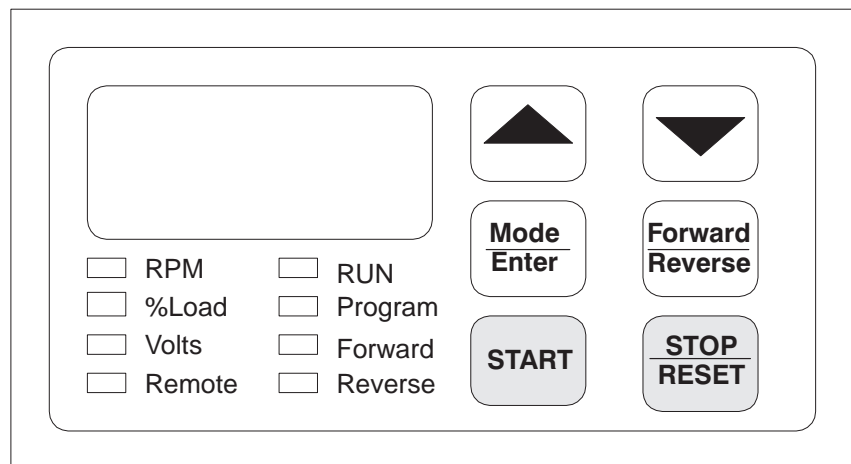 Mode
Enter
Forward
Reverse
RPM
RUN
%Load
Program
Volts
Forward
Remote
Reverse
START
STOP
RESET